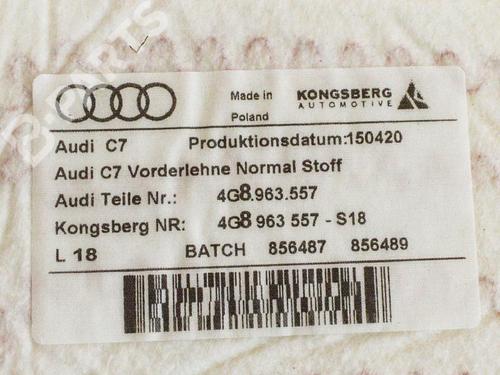 B-PARTS
Made in
Poland
KONGSBERG
AUTOMOTIVE
Audi C7 Produktionsdatum:150420
Audi C7 Vorderlehne Normal Stoff
Audi Teile Nr.: 4G8.963.557
Kongsberg NR: 4G8 963 557 - S18
L 18 BATCH 856487 856489